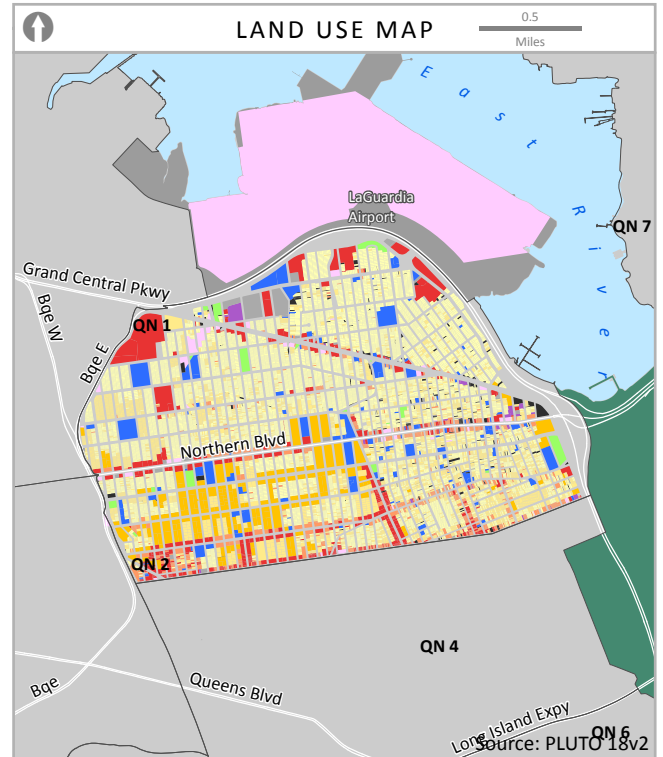 LAND USE MAP
0.5
Miles
East River
LaGuardia
Airport
QN 7
Grand Central Pkwy
Bqe W
QN 1
Bqe E
Northern Blvd
QN 2
QN 4
Bqe
Queens Blvd
Long Island Expy
QN 6
Source: PLUTO 18v2